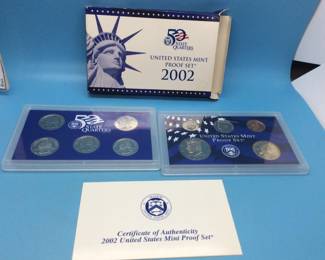 50
STATE
QUARTERS
UNITED STATES MINT
PROOF SET®
2002
50
STATE
QUARTERS
UNITED STATES MINT
PROOF SET®
Certificate of Authenticity
2002 United States Mint Proof Set®